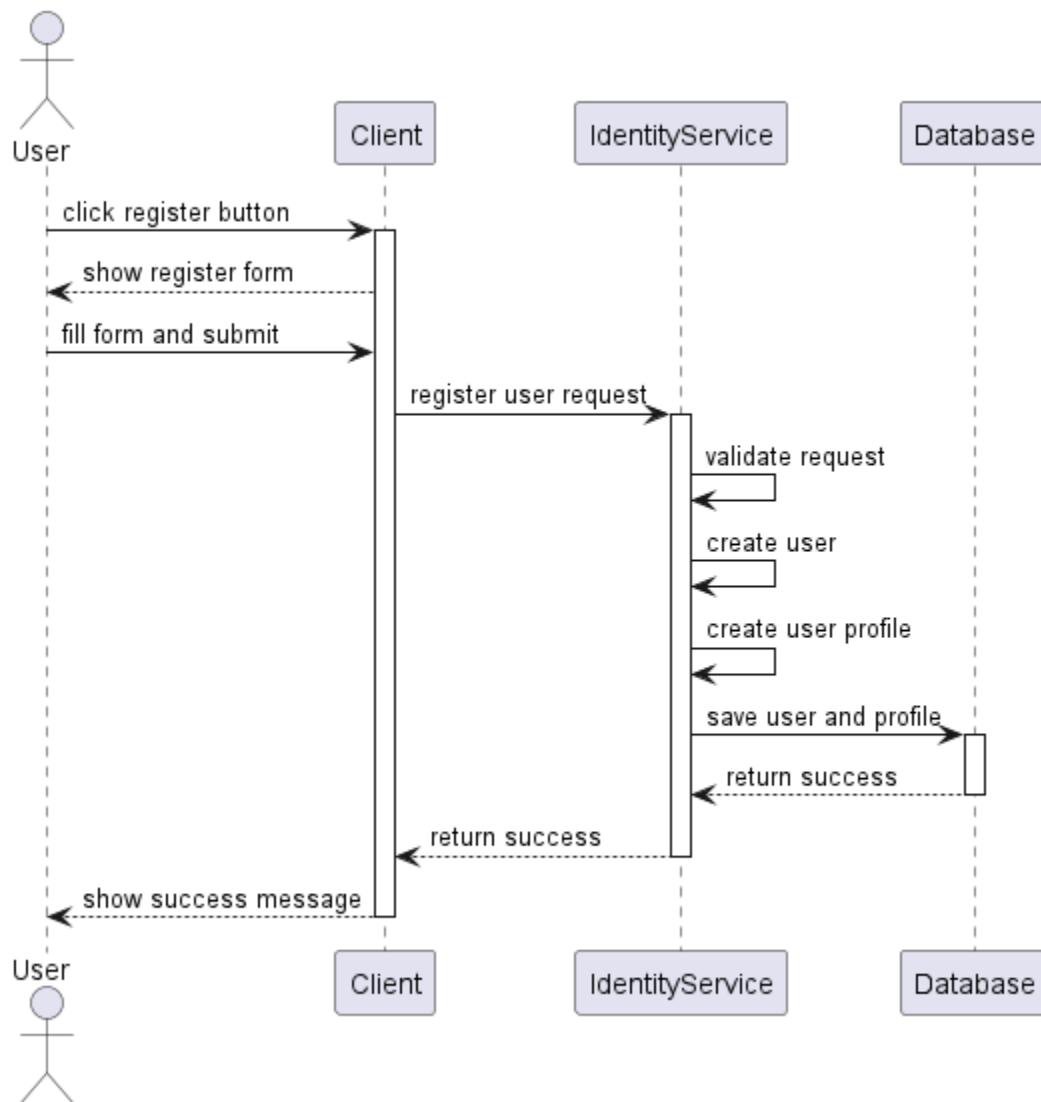 User
Client
IdentityService
Database
click register button
show register form
fill form and submit
register user request
validate request
create user
create user profile
save user and profile
return success
return success
show success message
User
Client
IdentityService
Database